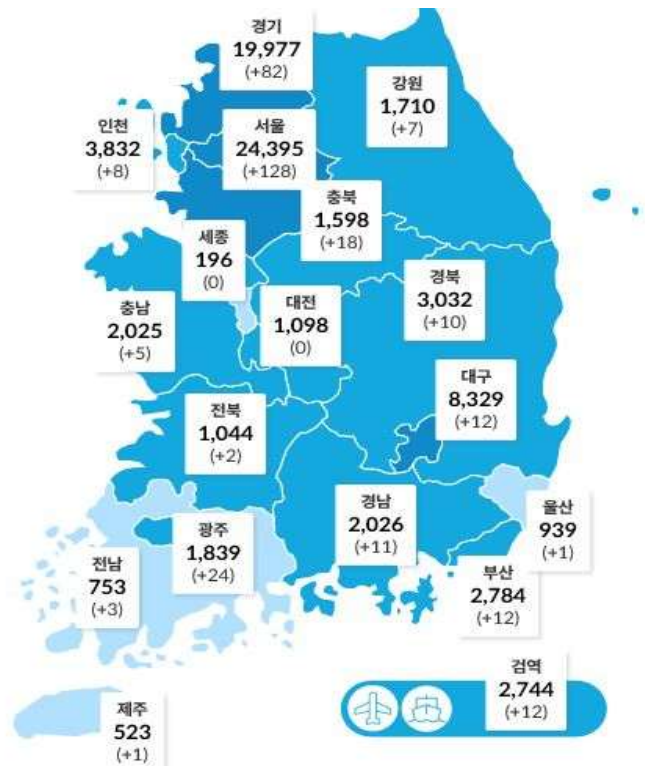 경기
19,977
(+82)
강원
1,710
(+7)
인천
3,832
(+8)
서울
24,395
(+128)
충북
1,598
(+18)
세종
196
(0)
경북
3,032
(+10)
충남
2,025
(+5)
대전
1,098
(0)
대구
8,329
(+12)
전북
1,044
(+2)
경남
2,026
(+11)
울산
939
(+1)
광주
1,839
(+24)
전남
753
(+3)
부산
2,784
(+12)
검역
2,744
(+12)
제주
523
(+1)